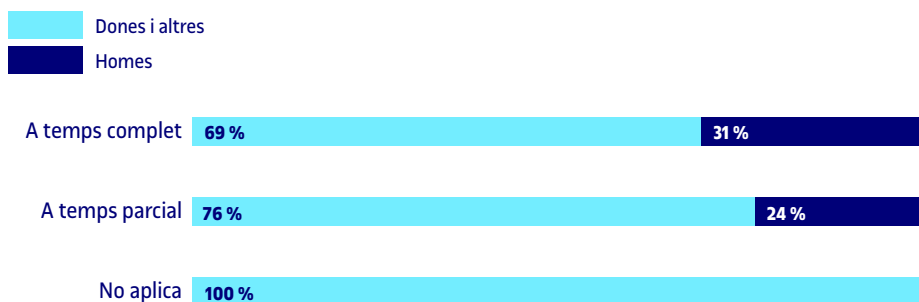 Dones i altres
Homes
A temps complet 69 % 31 %
A temps parcial 76 % 24 %
No aplica 100 %